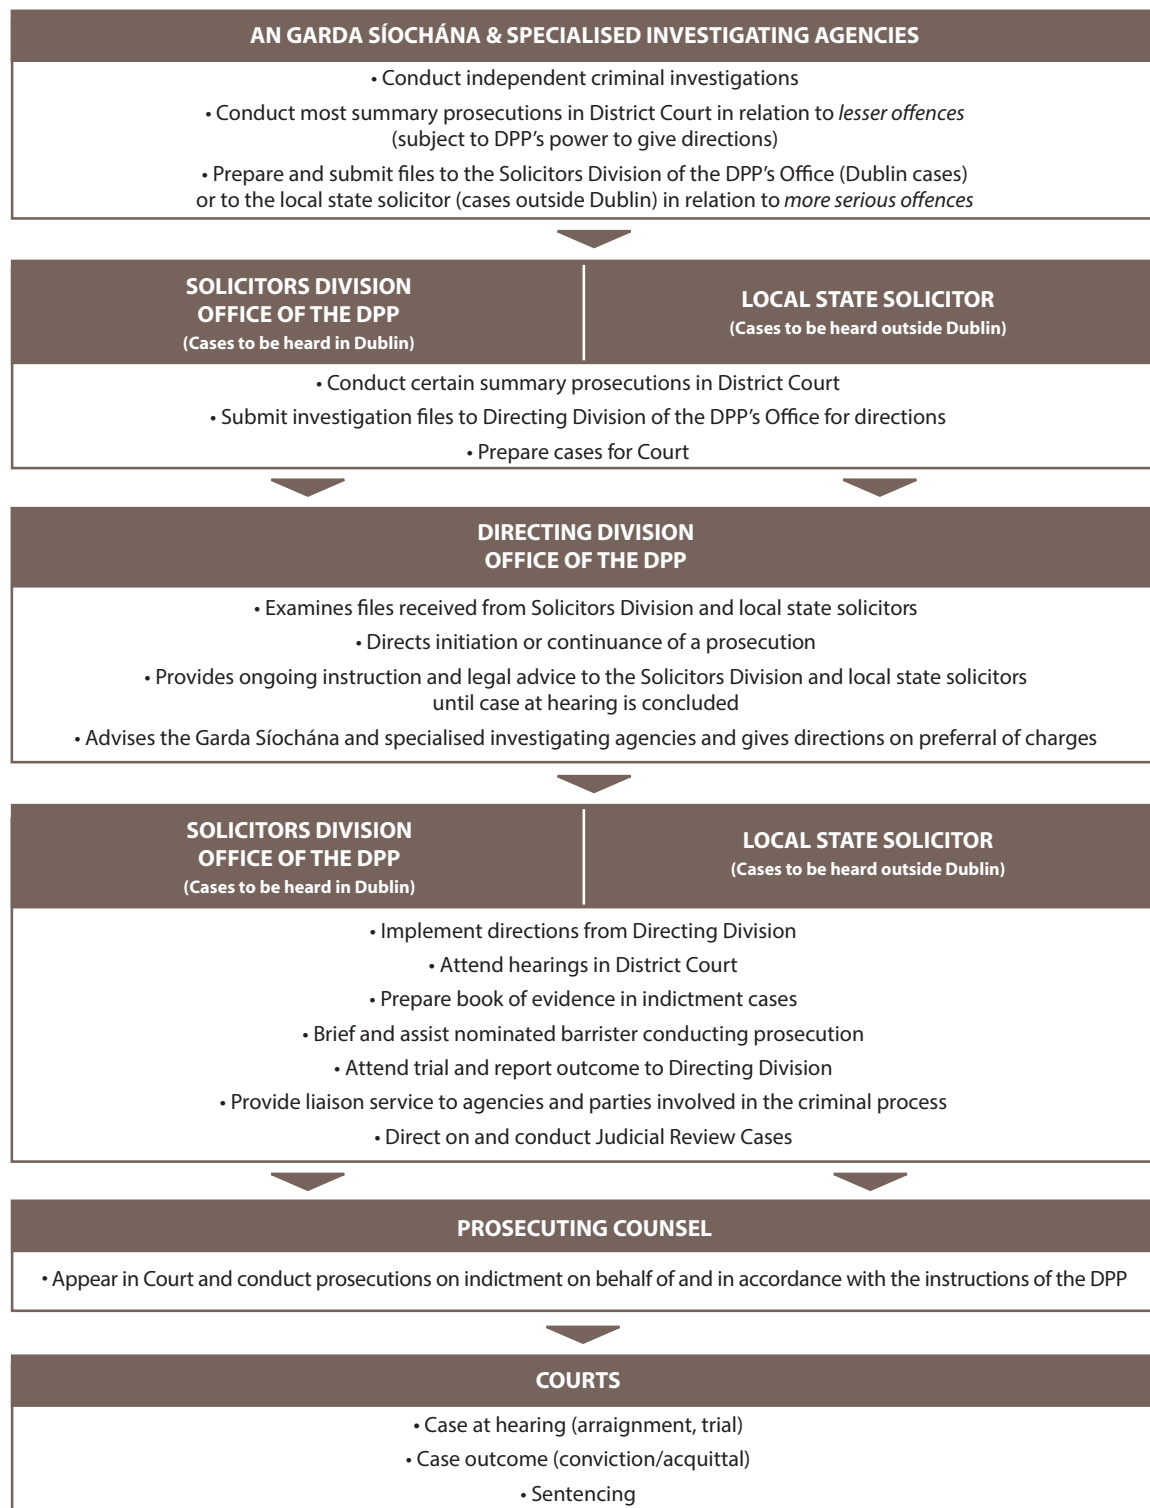 AN GARDA SÍOCHÁNA & SPECIALISED INVESTIGATING AGENCIES
• Conduct independent criminal investigations
• Conduct most summary prosecutions in District Court in relation to lesser offences
(subject to DPP's power to give directions)
• Prepare and submit files to the Solicitors Division of the DPP's Office (Dublin cases)
or to the local state solicitor (cases outside Dublin) in relation to more serious offences
SOLICITORS DIVISION
OFFICE OF THE DPP
(Cases to be heard in Dublin)
LOCAL STATE SOLICITOR
(Cases to be heard outside Dublin)
• Conduct certain summary prosecutions in District Court
• Submit investigation files to Directing Division of the DPP's Office for directions
• Prepare cases for Court
DIRECTING DIVISION
OFFICE OF THE DPP
• Examines files received from Solicitors Division and local state solicitors
• Directs initiation or continuance of a prosecution
• Provides ongoing instruction and legal advice to the Solicitors Division and local state solicitors
until case at hearing is concluded
• Advises the Garda Síochána and specialised investigating agencies and gives directions on preferral of charges
SOLICITORS DIVISION
OFFICE OF THE DPP
(Cases to be heard in Dublin)
LOCAL STATE SOLICITOR
(Cases to be heard outside Dublin)
• Implement directions from Directing Division
• Attend hearings in District Court
• Prepare book of evidence in indictment cases
• Brief and assist nominated barrister conducting prosecution
• Attend trial and report outcome to Directing Division
• Provide liaison service to agencies and parties involved in the criminal process
• Direct on and conduct Judicial Review Cases
PROSECUTING COUNSEL
• Appear in Court and conduct prosecutions on indictment on behalf of and in accordance with the instructions of the DPP
COURTS
• Case at hearing (arraignment, trial)
• Case outcome (conviction/acquittal)
• Sentencing